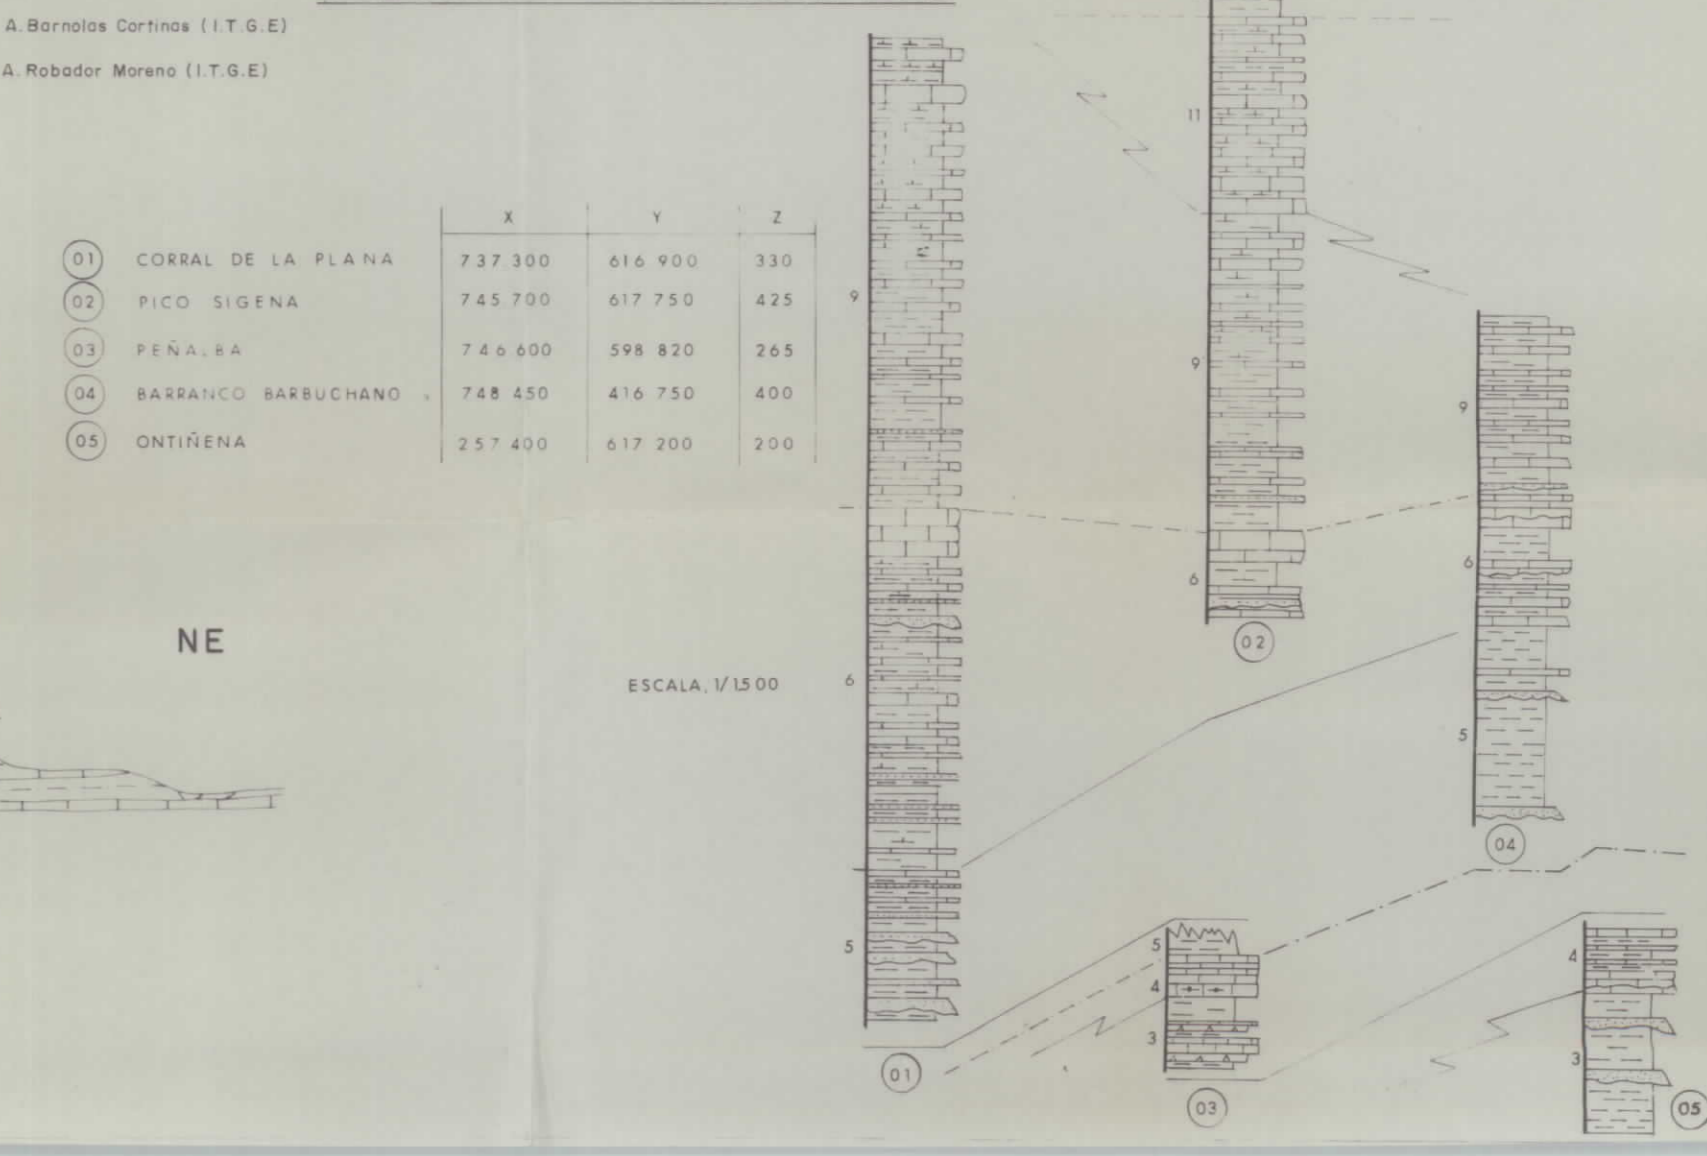 A. Barnolas Cortinas (I.T.G.E)
A. Robador Moreno (I.T.G.E)
X Y Z
01 CORRAL DE LA PLANA 737 300 616 900 330
02 PICO SIGENA 745 700 617 750 425
03 PEÑALBA 746 600 598 820 265
04 BARRANCO BARBUCHANO 748 450 416 750 400
05 ONTIÑENA 257 400 617 200 200
NE
ESCALA, 1/1.500
9
6
5
01
11
9
6
02
9
6
5
04
5
4
3
03
4
3
05